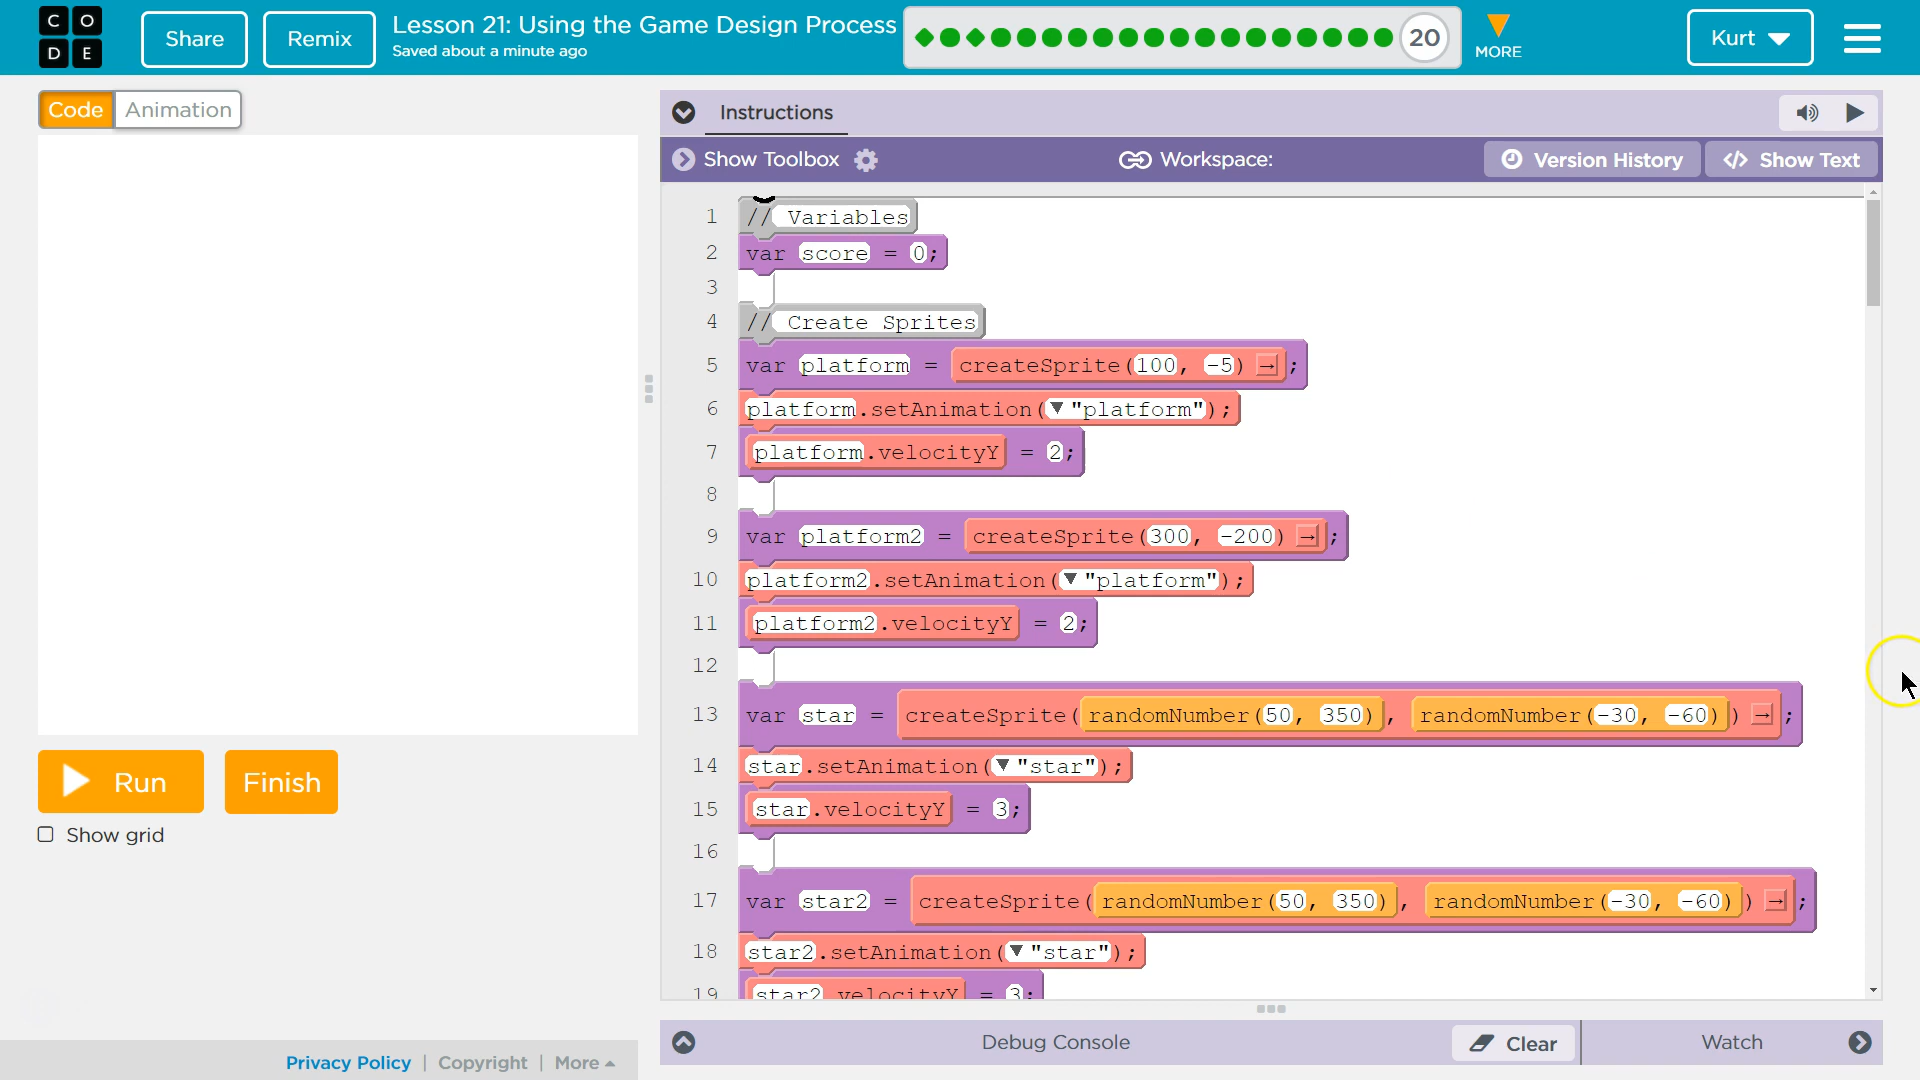 CODE
Share
Remix
Lesson 21: Using the Game Design Process
Saved about a minute ago
20
MORE
Kurt
Code
Animation
Instructions
Show Toolbox
Workspace:
Version History
</> Show Text
1 // Variables
2 var score = 0;
3
4 // Create Sprites
5 var platform = createSprite(100, -5) → ;
6 platform.setAnimation(▼ "platform");
7 platform.velocityY = 2;
8
9 var platform2 = createSprite(300, -200) → ;
10 platform2.setAnimation(▼ "platform");
11 platform2.velocityY = 2;
12
13 var star = createSprite(randomNumber(50, 350), randomNumber(-30, -60)) → ;
14 star.setAnimation(▼ "star");
15 star.velocityY = 3;
16
17 var star2 = createSprite(randomNumber(50, 350), randomNumber(-30, -60)) → ;
18 star2.setAnimation(▼ "star");
19 star2.velocityY = 3;
Run
Finish
Show grid
Debug Console
Clear
Watch
Privacy Policy | Copyright | More